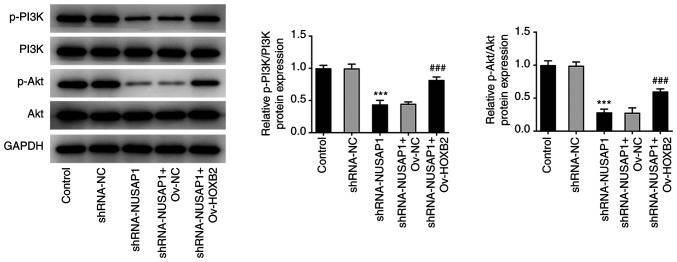 p-PI3K
PI3K
p-Akt
Akt
GAPDH
Control
shRNA-NC
shRNA-NUSAP1
shRNA-NUSAP1+
Ov-NC
shRNA-NUSAP1+
Ov-HOXB2
Relative p-PI3K/PI3K
protein expression
1.5
1.0
0.5
0.0
***
###
Control
shRNA-NC
shRNA-NUSAP1
shRNA-NUSAP1+
Ov-NC
shRNA-NUSAP1+
Ov-HOXB2
Relative p-Akt/Akt
protein expression
1.5
1.0
0.5
0.0
***
###
Control
shRNA-NC
shRNA-NUSAP1
shRNA-NUSAP1+
Ov-NC
shRNA-NUSAP1+
Ov-HOXB2